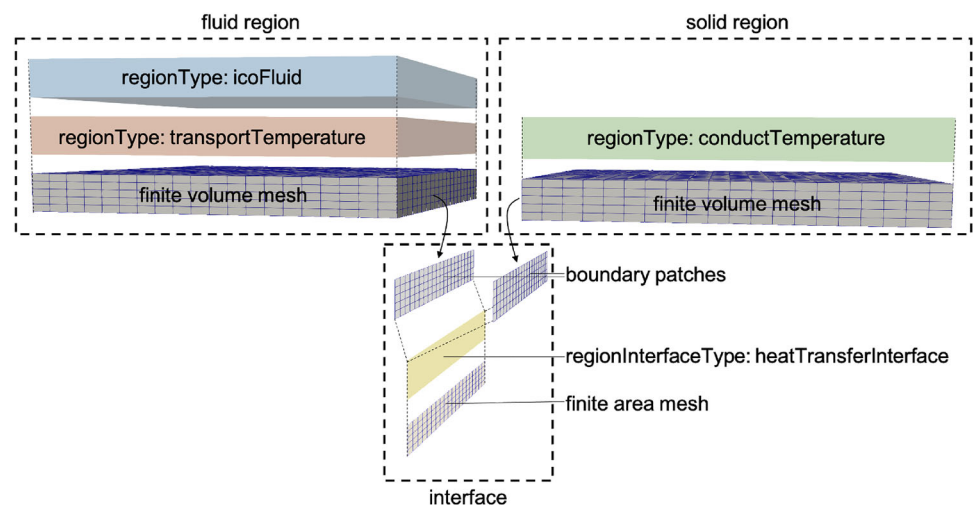 fluid region
solid region
regionType: icoFluid
regionType: transportTemperature
regionType: conductTemperature
finite volume mesh
finite volume mesh
boundary patches
regionInterfaceType: heatTransferInterface
finite area mesh
interface